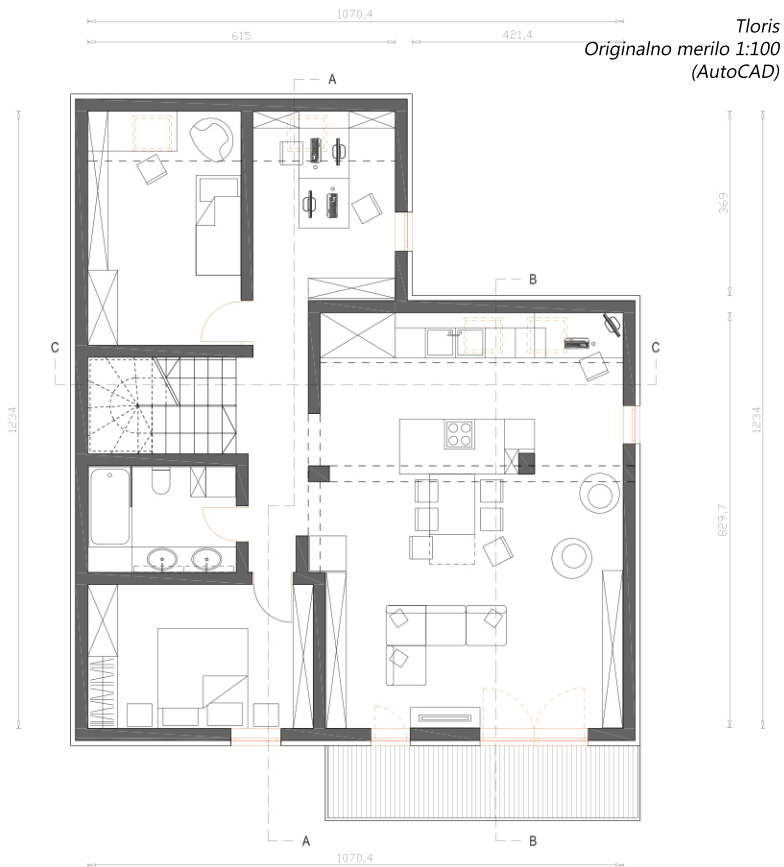 1070,4
Tloris
615
421,4
Originalno merilo 1:100
(AutoCAD)
A
369
B
C
C
1234
1234
829,7
A
B
1070,4